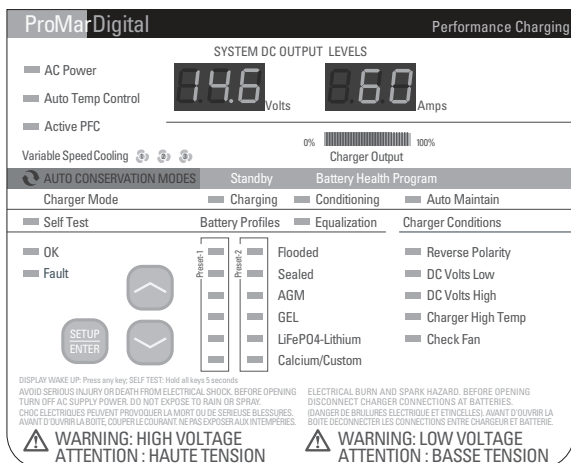 ProMarDigital
Performance Charging
SYSTEM DC OUTPUT LEVELS
AC Power
Auto Temp Control
Active PFC
14.6 Volts
60 Amps
0% 100%
Charger Output
Variable Speed Cooling
AUTO CONSERVATION MODES Standby Battery Health Program
Charger Mode Charging Conditioning Auto Maintain
Self Test Battery Profiles Equalization Charger Conditions
OK
Fault
SETUP
ENTER
Preset-1
Preset-2
Flooded
Sealed
AGM
GEL
LiFePO4-Lithium
Calcium/Custom
Reverse Polarity
DC Volts Low
DC Volts High
Charger High Temp
Check Fan
DISPLAY WAKE UP: Press any key; SELF TEST: Hold all keys 5 seconds
AVOID SERIOUS INJURY OR DEATH FROM ELECTRICAL SHOCK. BEFORE OPENING
TURN OFF AC SUPPLY POWER. DO NOT EXPOSE TO RAIN OR SPRAY.
CHOC ELECTRIQUES PEUVENT PROVOQUER LA MORT OU DE SERIEUSE BLESSURES.
AVANT D'OUVRIR LA BOITE, COUPER LE COURANT. NE PAS EXPOSER AUX INTEMPÉRIES.
WARNING: HIGH VOLTAGE
ATTENTION : HAUTE TENSION
ELECTRICAL BURN AND SPARK HAZARD. BEFORE OPENING
DISCONNECT CHARGER CONNECTIONS AT BATTERIES.
(DANGER DE BRULURES ELECTRIQUE ET ETINCELLES). AVANT D'OUVRIR LA
BOITE DECONNECTER LES CONNECTIONS ENTRE CHARGEUR ET BATTERIE.
WARNING: LOW VOLTAGE
ATTENTION : BASSE TENSION